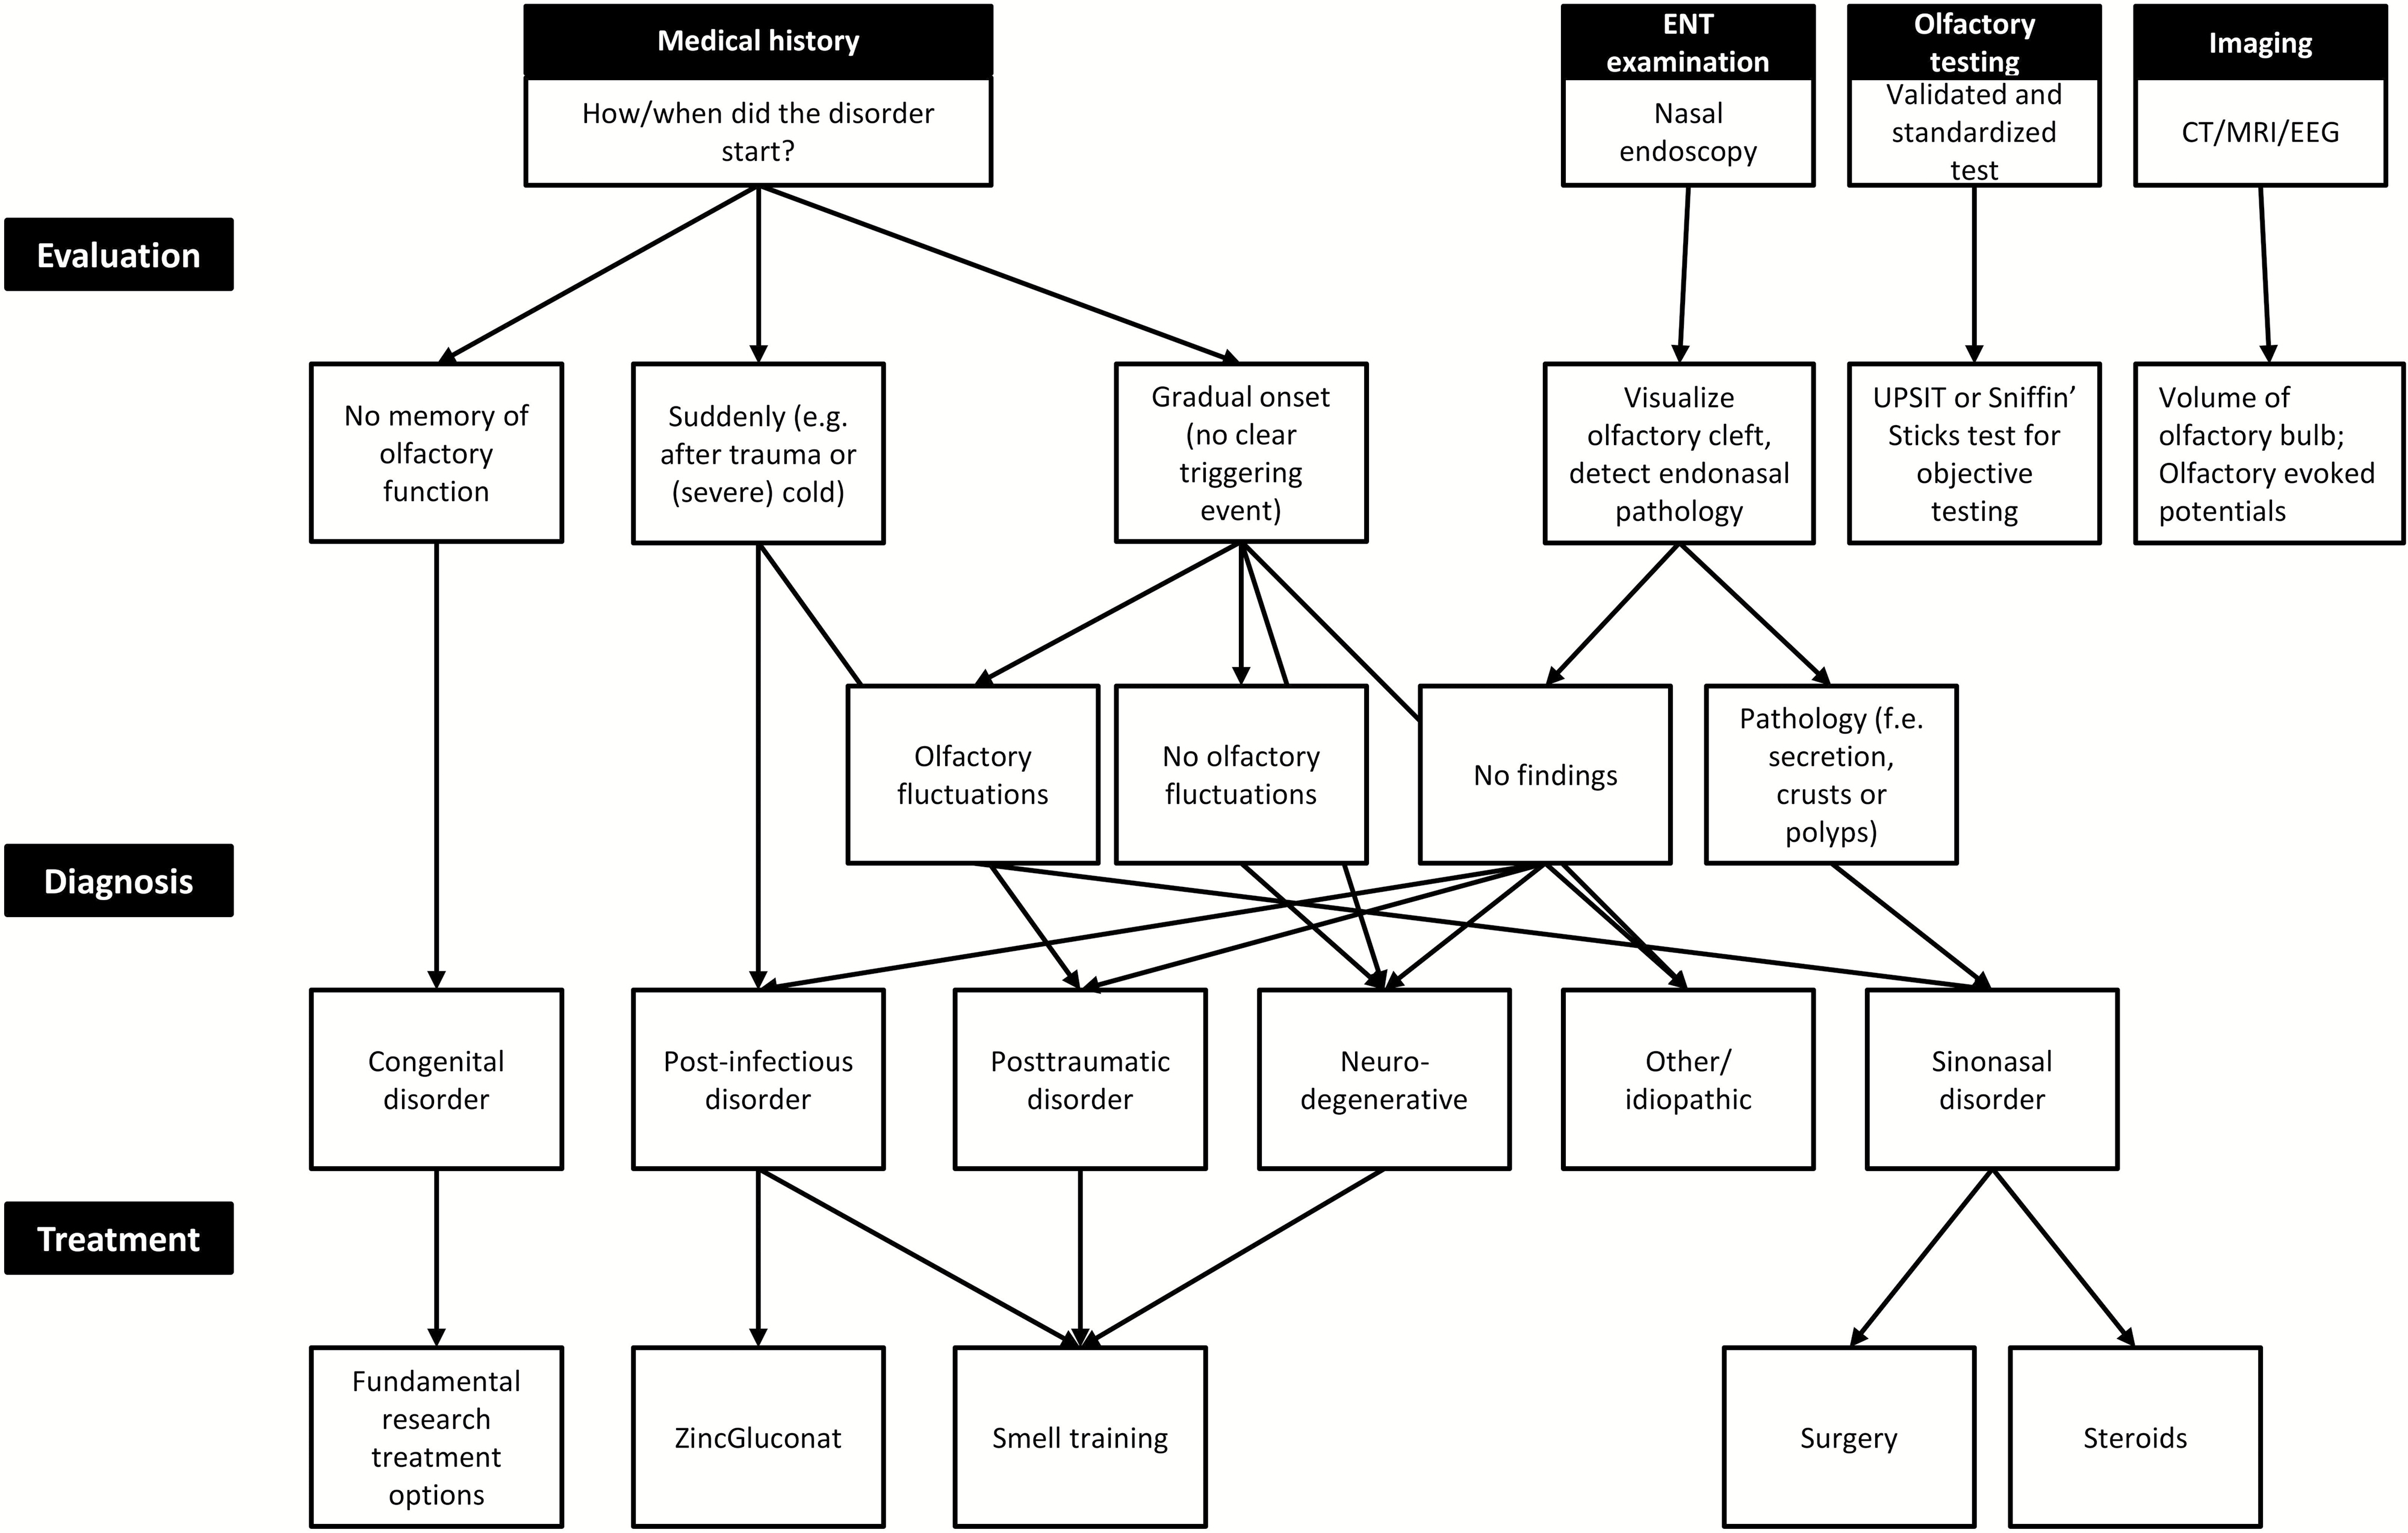 Medical history
How/when did the disorder
start?
ENT
examination
Nasal
endoscopy
Olfactory
testing
Validated and
standardized
test
Imaging
CT/MRI/EEG
Evaluation
No memory of
olfactory
function
Suddenly (e.g.
after trauma or
(severe) cold)
Gradual onset
(no clear
triggering
event)
Visualize
olfactory cleft,
detect endonasal
pathology
UPSIT or Sniffin’
Sticks test for
objective
testing
Volume of
olfactory bulb;
Olfactory evoked
potentials
Olfactory
fluctuations
No olfactory
fluctuations
No findings
Pathology (f.e.
secretion,
crusts or
polyps)
Diagnosis
Congenital
disorder
Post-infectious
disorder
Posttraumatic
disorder
Neuro-
degenerative
Other/
idiopathic
Sinonasal
disorder
Treatment
Fundamental
research
treatment
options
ZincGluconat
Smell training
Surgery
Steroids